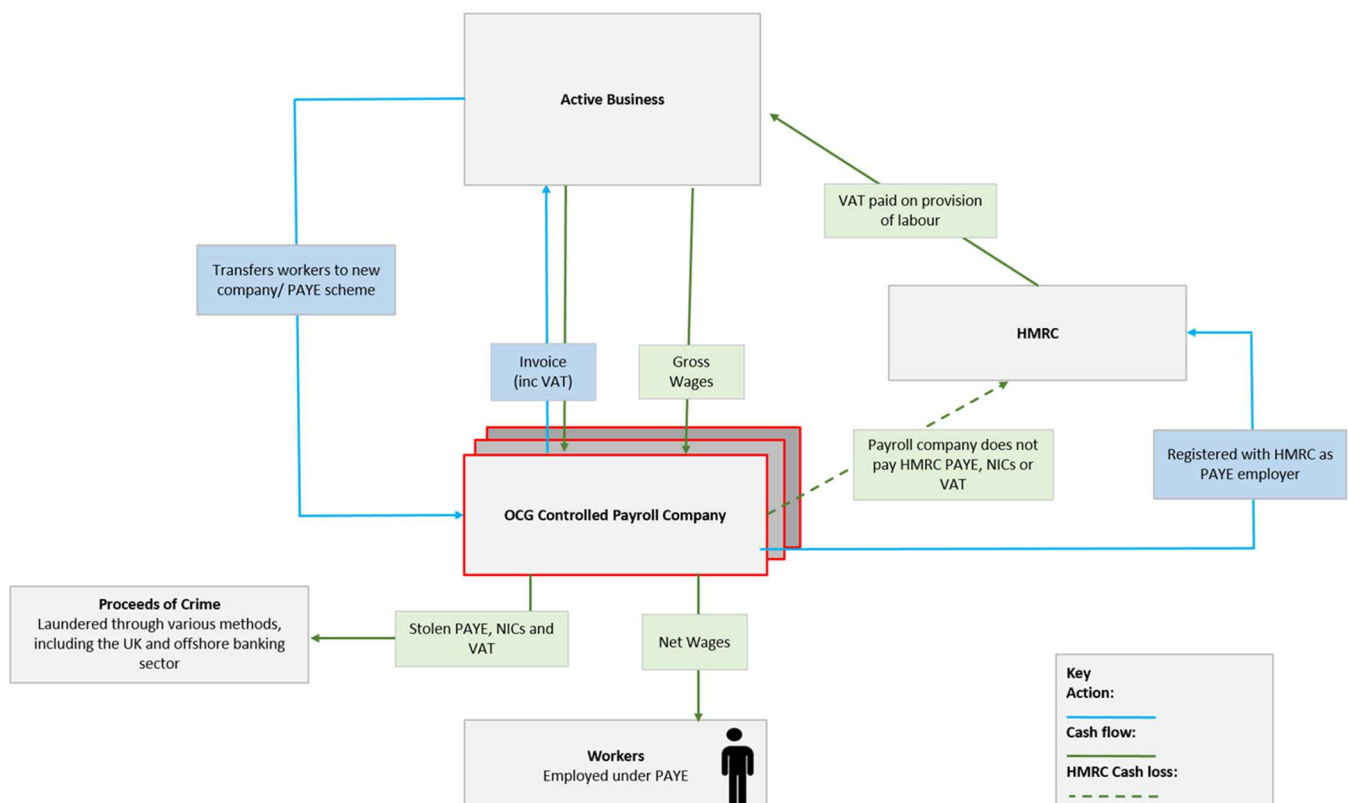 Active Business
VAT paid on provision
of labour
Transfers workers to new
company/ PAYE scheme
HMRC
Invoice
(inc VAT)
Gross
Wages
Payroll company does not
pay HMRC PAYE, NICs or
VAT
Registered with HMRC as
PAYE employer
OCG Controlled Payroll Company
Proceeds of Crime
Laundered through various methods,
including the UK and offshore banking
sector
Stolen PAYE, NICs and
VAT
Net Wages
Workers
Employed under PAYE
Key
Action:
Cash flow:
HMRC Cash loss: